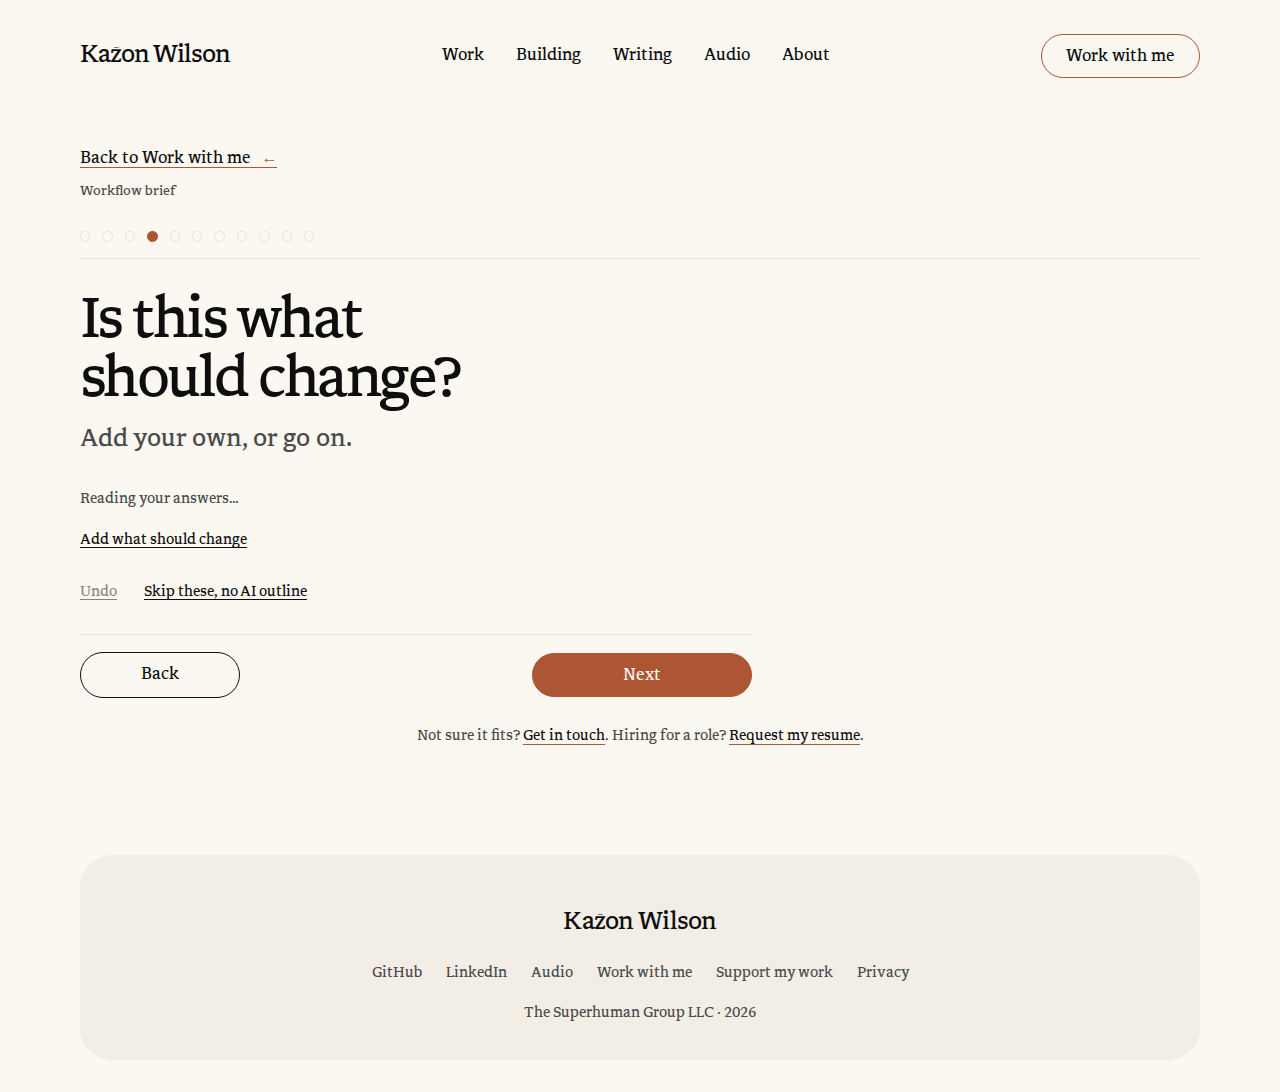 Kažon Wilson
Work
Building
Writing
Audio
About
Work with me
Back to Work with me ←
Workflow brief
Is this what
should change?
Add your own, or go on.
Reading your answers…
Add what should change
Undo
Skip these, no AI outline
Back
Next
Not sure it fits? Get in touch. Hiring for a role? Request my resume.
Kažon Wilson
GitHub
LinkedIn
Audio
Work with me
Support my work
Privacy
The Superhuman Group LLC · 2026